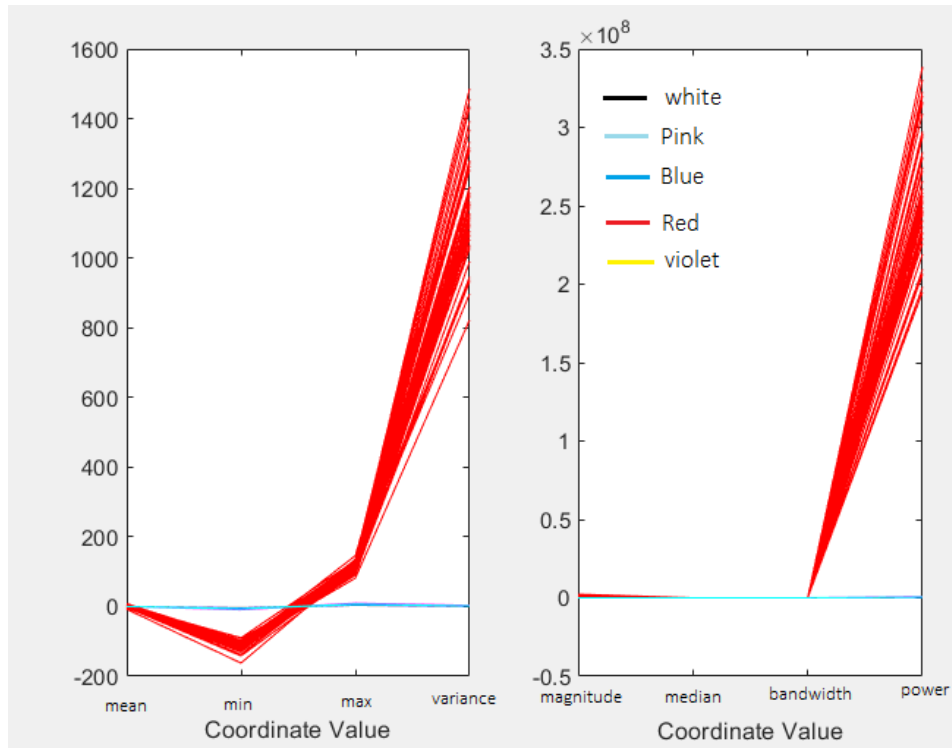 1600
1400
1200
1000
800
600
400
200
0
-200
mean
min
max
variance
Coordinate Value
×10^8
3.5
3
2.5
2
1.5
1
0.5
0
-0.5
white
Pink
Blue
Red
violet
magnitude
median
bandwidth
power
Coordinate Value